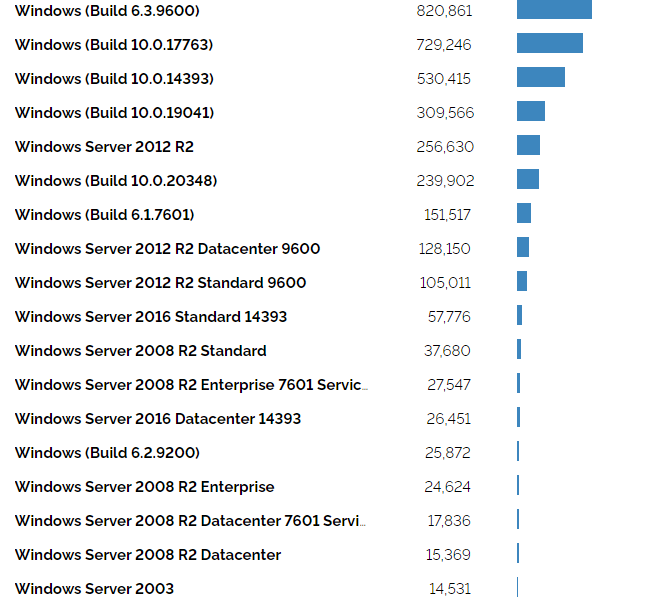 Windows (Build 6.3.9600) 820,861
Windows (Build 10.0.17763) 729,246
Windows (Build 10.0.14393) 530,415
Windows (Build 10.0.19041) 309,566
Windows Server 2012 R2 256,630
Windows (Build 10.0.20348) 239,902
Windows (Build 6.1.7601) 151,517
Windows Server 2012 R2 Datacenter 9600 128,150
Windows Server 2012 R2 Standard 9600 105,011
Windows Server 2016 Standard 14393 57,776
Windows Server 2008 R2 Standard 37,680
Windows Server 2008 R2 Enterprise 7601 Servic... 27,547
Windows Server 2016 Datacenter 14393 26,451
Windows (Build 6.2.9200) 25,872
Windows Server 2008 R2 Enterprise 24,624
Windows Server 2008 R2 Datacenter 7601 Servi... 17,836
Windows Server 2008 R2 Datacenter 15,369
Windows Server 2003 14,531